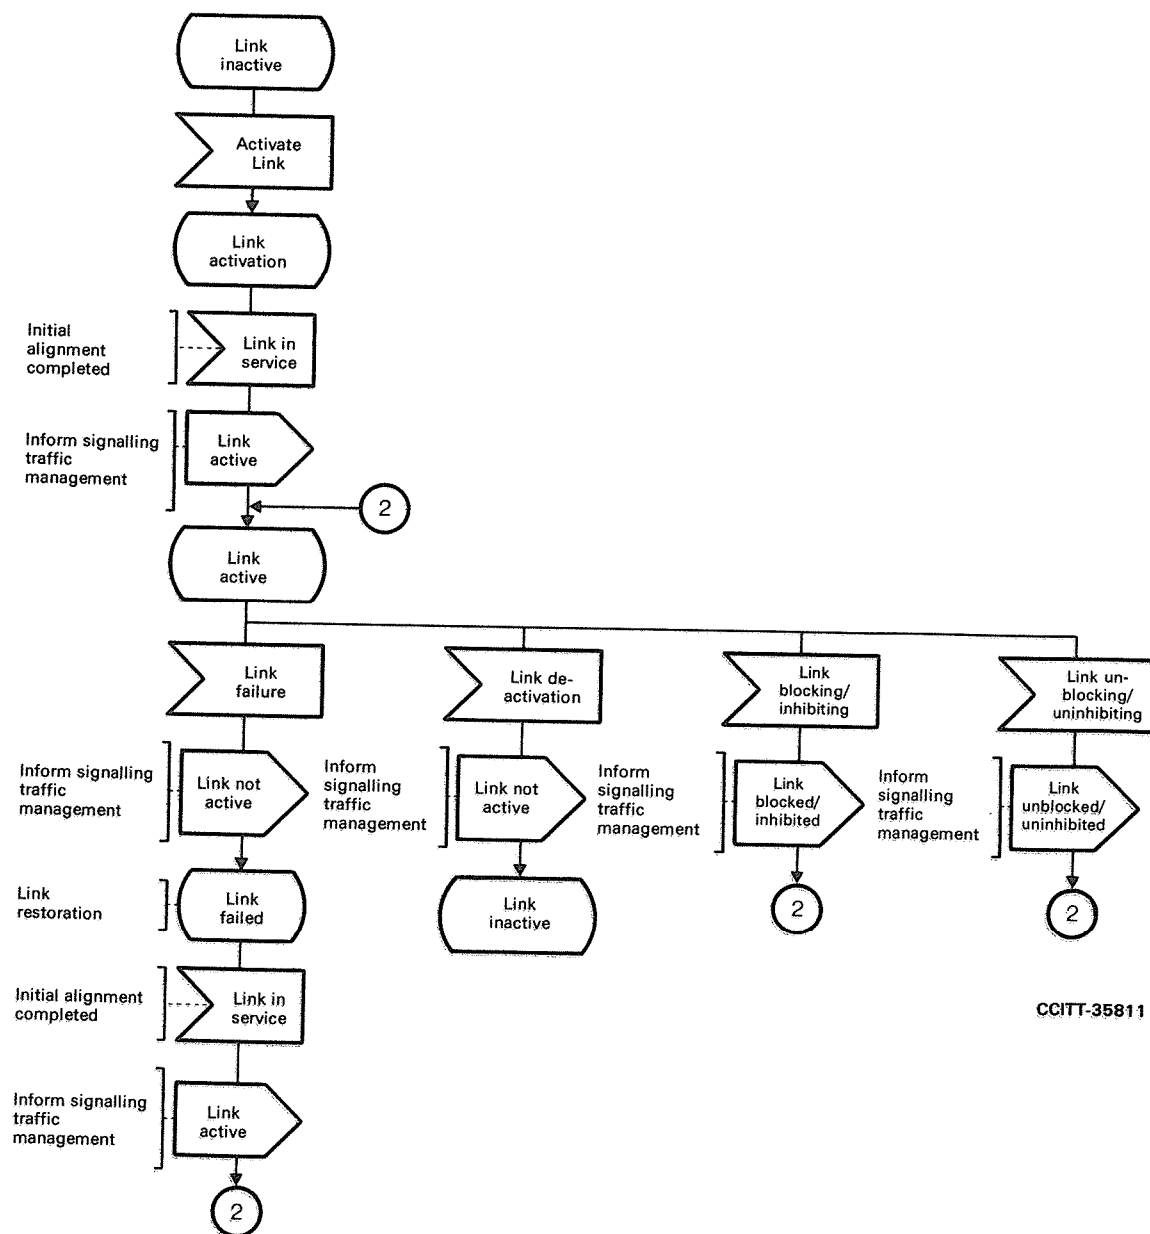 Link
inactive
Activate
Link
Link
activation
Initial
alignment
completed
Link in
service
Inform signalling
traffic
management
Link
active
2
Link
active
Link
failure
Link de-
activation
Link
blocking/
inhibiting
Link un-
blocking/
uninhibiting
Inform signalling
traffic
management
Link not
active
Inform
signalling
traffic
management
Link not
active
Inform
signalling
traffic
management
Link
blocked/
inhibited
Inform
signalling
traffic
management
Link
unblocked/
uninhibited
Link
restoration
Link
failed
Link
inactive
2
2
Initial alignment
completed
Link in
service
CCITT-35811
Inform signalling
traffic
management
Link
active
2